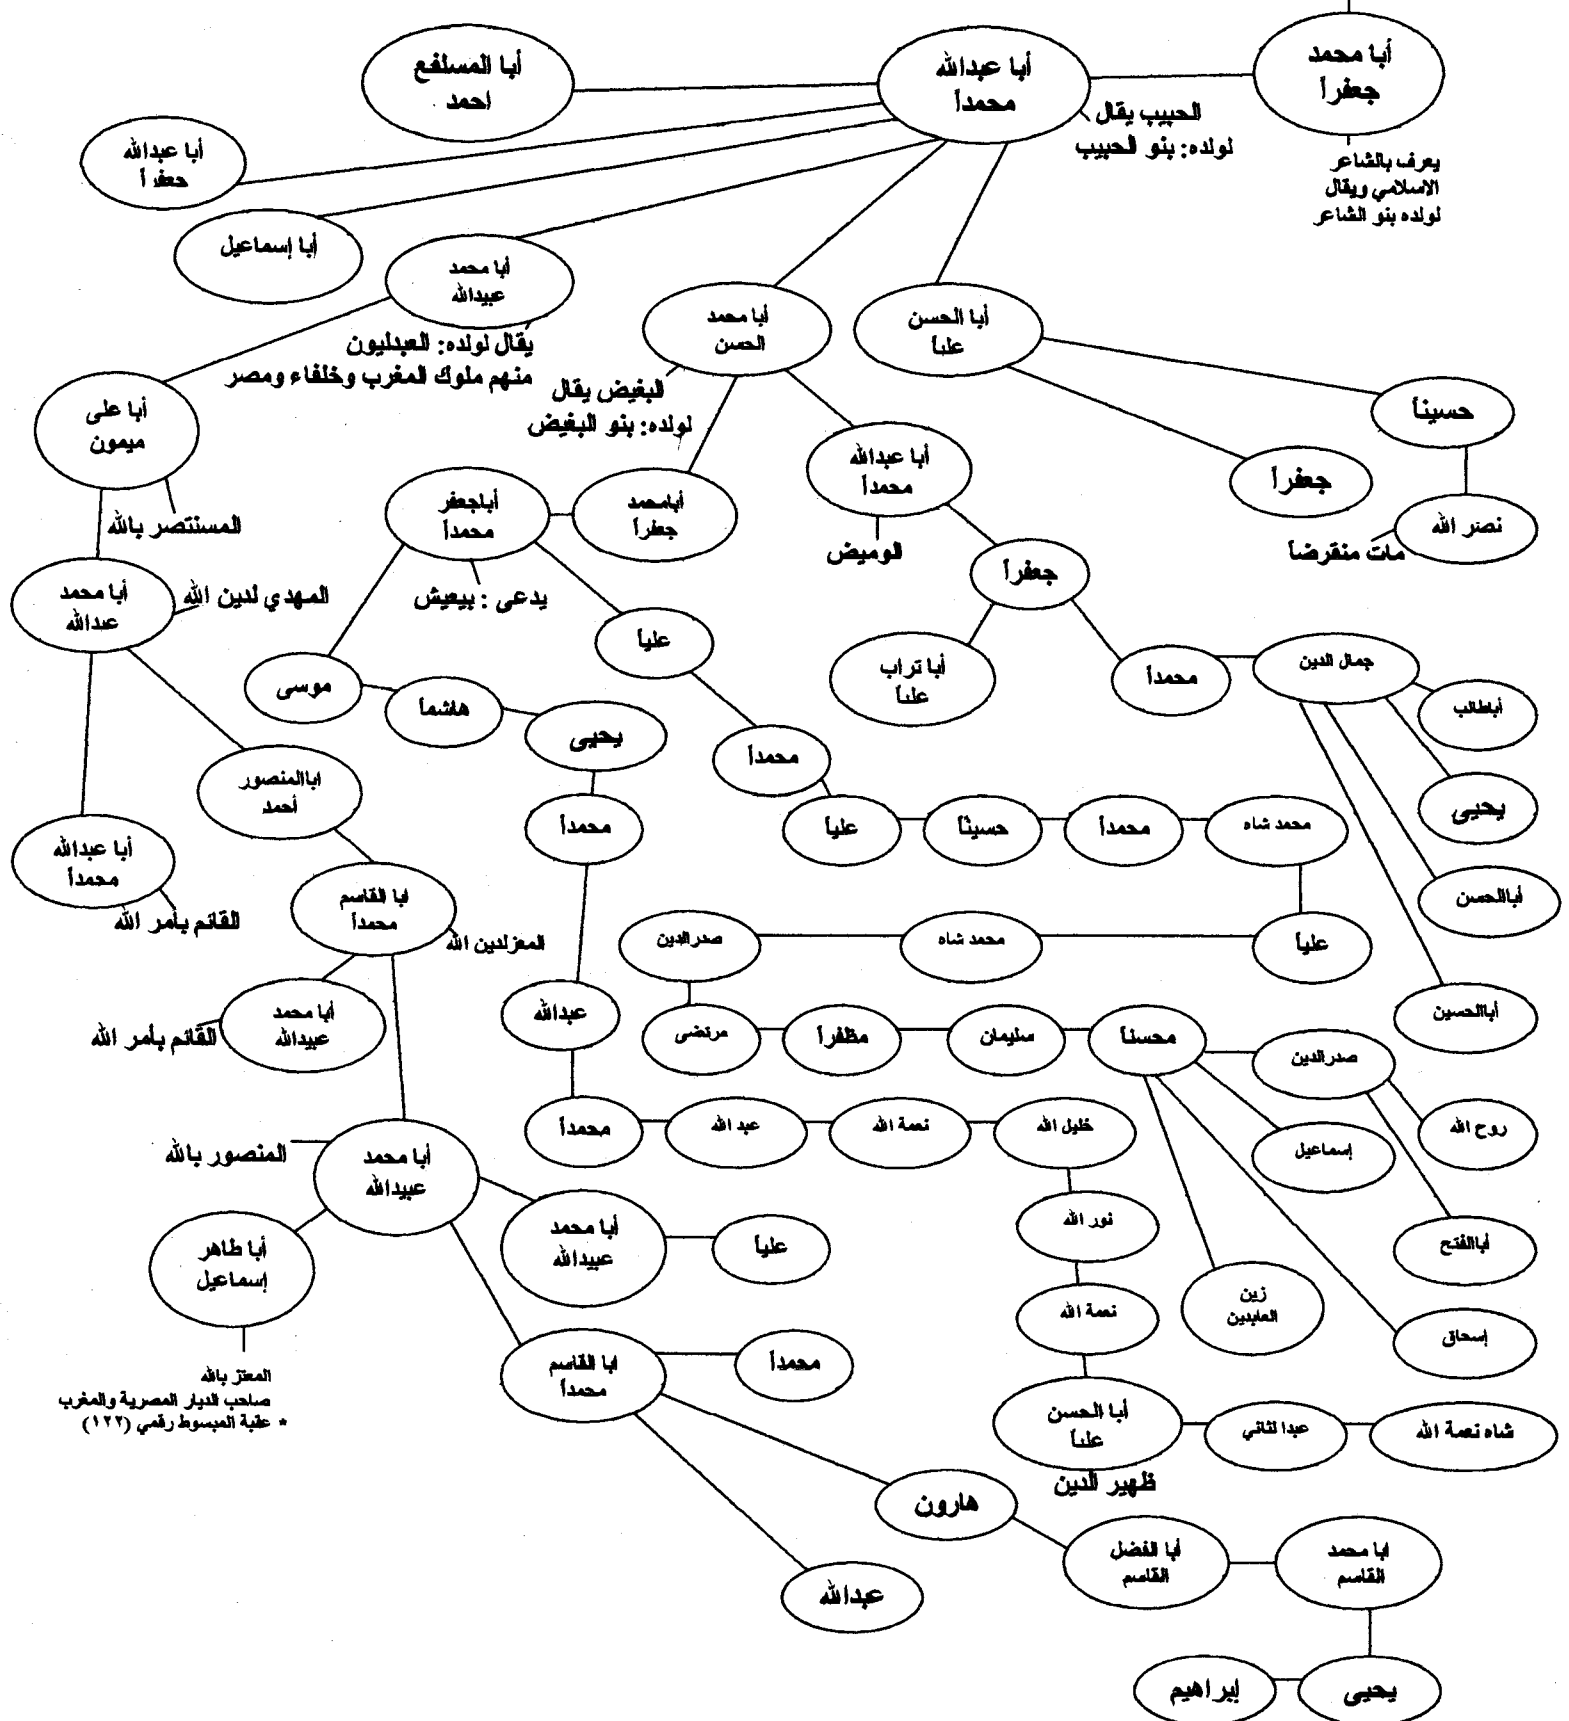 أبا محمد
جعفراً
يعرف بالشاعر
الاسلامي ويقال
لولده بنو الشاعر
أبا عبدالله
محمداً
الحبيب يقال
لولده: بنو الحبيب
أبا المسلفع
احمد
أبا عبدالله
جعفراً
أبا إسماعيل
أبا محمد
عبيدالله
يقال لولده: العبدليون
منهم ملوك المغرب وخلفاء ومصر
أبا محمد
الحسن
البغيض يقال
لولده: بنو البغيض
أبا الحسن
علياً
حسيناً
جعفراً
نصر الله
مات منقرضاً
أبا على
ميمون
المستنصر بالله
أبا عبدالله
محمداً
الوميض
أبامحمد
جعفراً
أباجعفر
محمداً
يدعى : ببعيش
جعفراً
أبا محمد
عبدالله
المهدي لدين الله
علياً
موسى
هاشماً
يحيى
أبا تراب
علياً
محمداً
جمال الدين
أباطالب
يحيى
أباالحسن
أباالحسين
محمداً
اباالمنصور
أحمد
محمداً
علياً
حسيناً
محمداً
محمد شاه
أبا عبدالله
محمداً
القائم بأمر الله
ابا القاسم
محمداً
المعزلدين الله
صدرالدين
محمد شاه
علياً
أبا محمد
عبيدالله
القائم بأمر الله
عبدالله
مرتضى
مظفراً
سليمان
محسناً
صدرالدين
روح الله
إسماعيل
أباالفتح
زين
العابدين
إسحاق
محمداً
عبد الله
نعمة الله
خليل الله
نور الله
نعمة الله
أبا محمد
عبيدالله
المنصور بالله
أبا طاهر
إسماعيل
المعتز بالله
صاحب الديار المصرية والمغرب
* عقبة المبسوط رقمي (١٢٢)
أبا محمد
عبيدالله
علياً
ابا القاسم
محمداً
محمداً
أبا الحسن
علياً
ظهير الدين
عبدا لثاني
شاه نعمة الله
هارون
عبدالله
أبا الفضل
القاسم
ابا محمد
القاسم
يحيى
إبراهيم